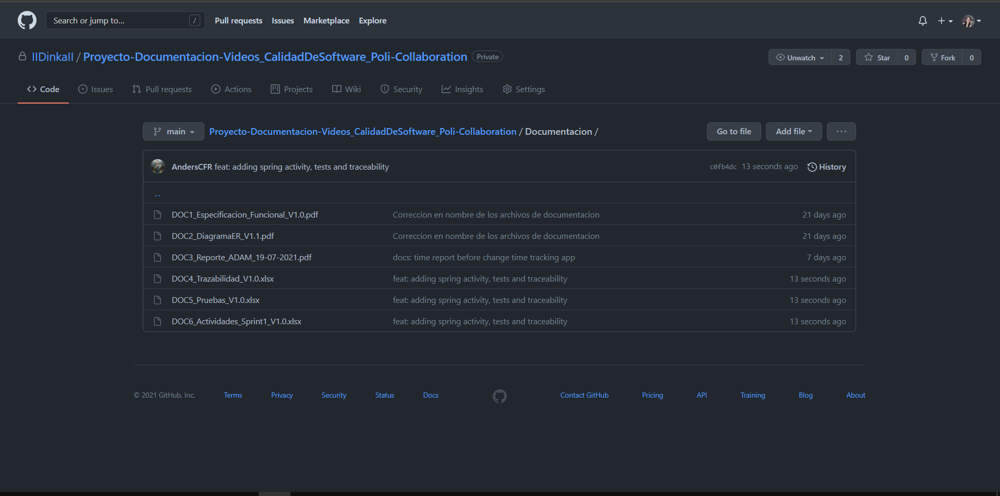 Search or jump to... / Pull requests Issues Marketplace Explore
IIDinkaII / Proyecto-Documentacion-Videos_CalidadDeSoftware_Poli-Collaboration Private Unwatch 2 Star 0 Fork 0
Code Issues Pull requests Actions Projects Wiki Security Insights Settings
main Proyecto-Documentacion-Videos_CalidadDeSoftware_Poli-Collaboration / Documentacion / Go to file Add file ...
AndersCFR feat: adding spring activity, tests and traceability c0fb4dc 13 seconds ago History
..
DOC1_Especificacion_Funcional_V1.0.pdf Correccion en nombre de los archivos de documentacion 21 days ago
DOC2_DiagramaER_V1.1.pdf Correccion en nombre de los archivos de documentacion 21 days ago
DOC3_Reporte_ADAM_19-07-2021.pdf docs: time report before change time tracking app 7 days ago
DOC4_Trazabilidad_V1.0.xlsx feat: adding spring activity, tests and traceability 13 seconds ago
DOC5_Pruebas_V1.0.xlsx feat: adding spring activity, tests and traceability 13 seconds ago
DOC6_Actividades_Sprint1_V1.0.xlsx feat: adding spring activity, tests and traceability 13 seconds ago
© 2021 GitHub, Inc. Terms Privacy Security Status Docs Contact GitHub Pricing API Training Blog About